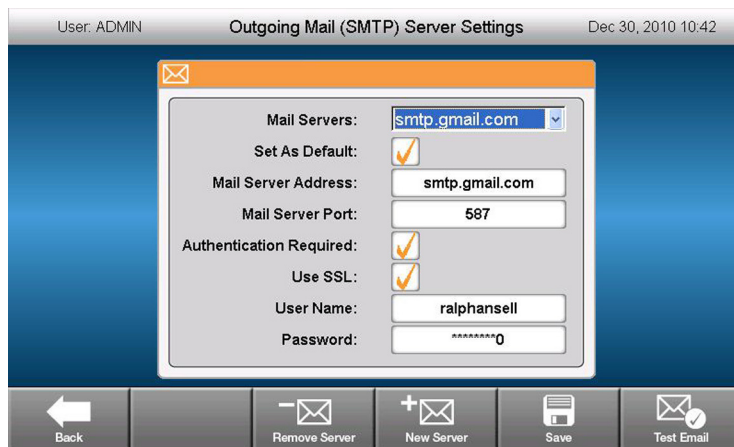 User: ADMIN Outgoing Mail (SMTP) Server Settings Dec 30, 2010 10:42
Mail Servers: smtp.gmail.com
Set As Default:
Mail Server Address: smtp.gmail.com
Mail Server Port: 587
Authentication Required:
Use SSL:
User Name: ralphansell
Password: ********0
Back Remove Server New Server Save Test Email